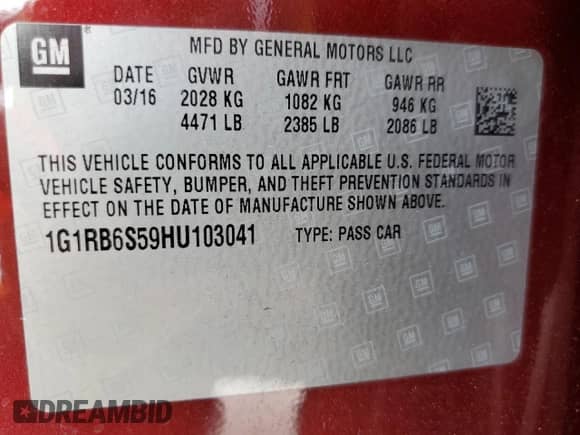 GM
MFD BY GENERAL MOTORS LLC
DATE GVWR GAWR FRT GAWR RR
03/16 2028 KG 1082 KG 946 KG
4471 LB 2385 LB 2086 LB
THIS VEHICLE CONFORMS TO ALL APPLICABLE U.S. FEDERAL MOTOR
VEHICLE SAFETY, BUMPER, AND THEFT PREVENTION STANDARDS IN
EFFECT ON THE DATE OF MANUFACTURE SHOWN ABOVE.
1G1RB6S59HU103041 TYPE: PASS CAR
DREAMBID